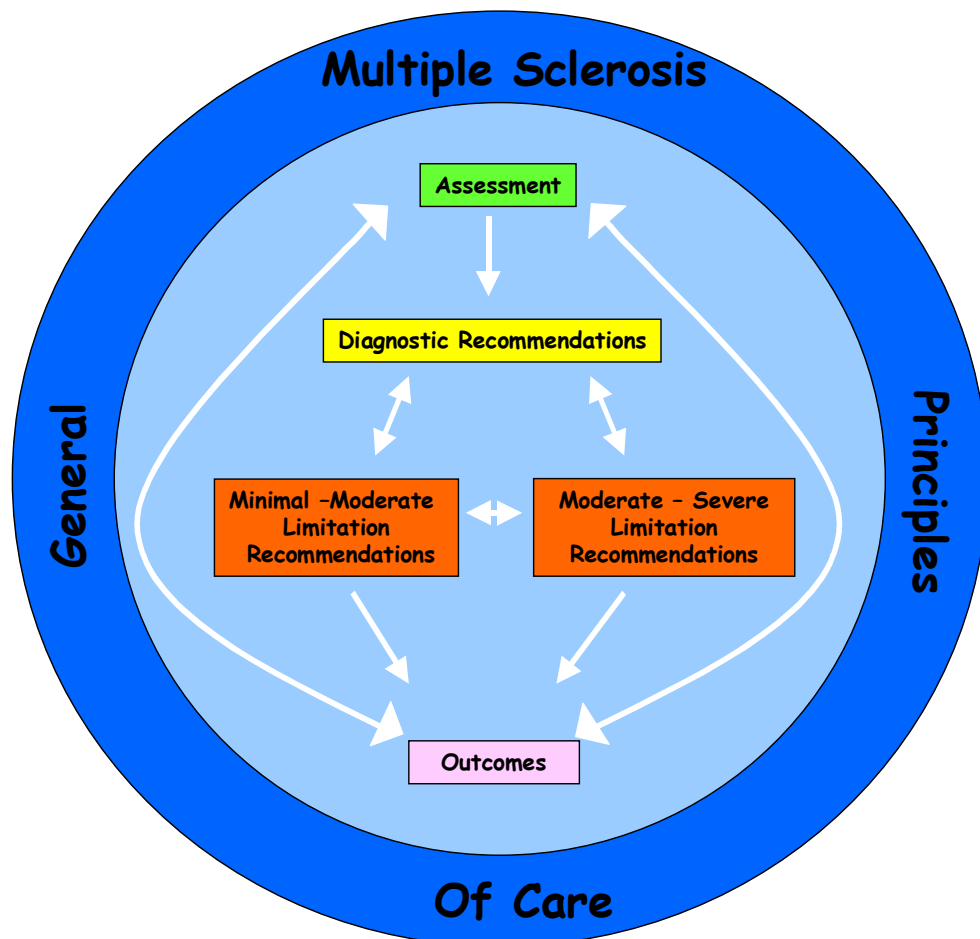 Multiple Sclerosis
Assessment
Diagnostic Recommendations
General
Principles
Minimal –Moderate
Limitation
Recommendations
Moderate – Severe
Limitation
Recommendations
Outcomes
Of Care